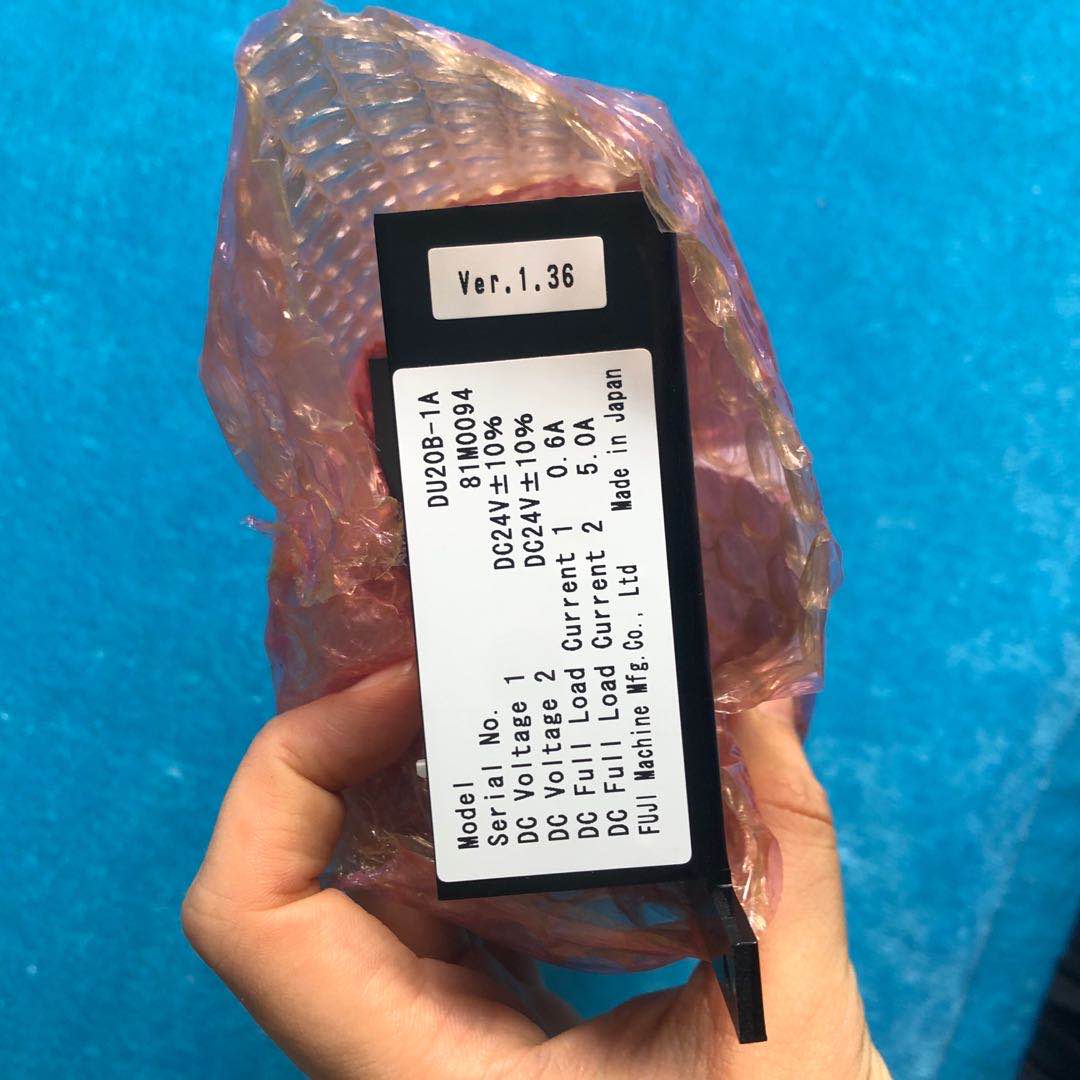 Ver.1.36
Model DU20B-1A
Serial No. 81M0094
DC Voltage 1 DC24V±10%
DC Voltage 2 DC24V±10%
DC Full Load Current 1 0.6A
DC Full Load Current 2 5.0A
FUJI Machine Mfg.Co., Ltd Made in Japan